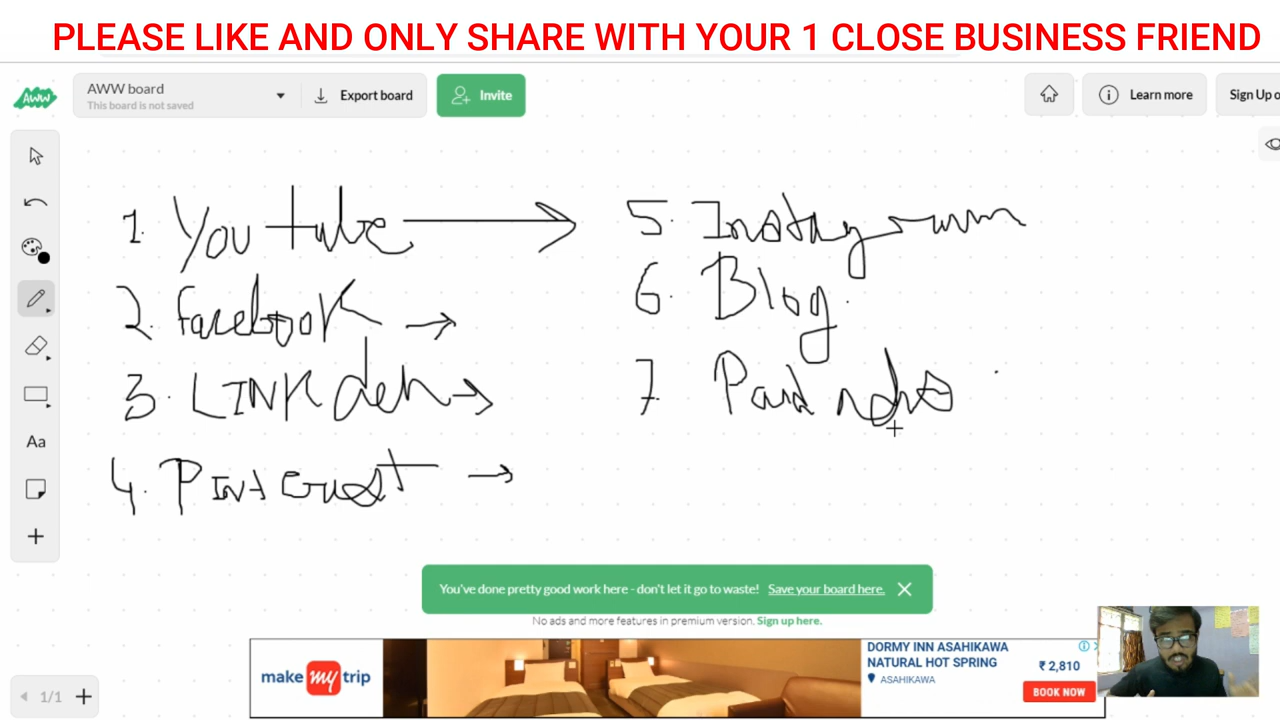 PLEASE LIKE AND ONLY SHARE WITH YOUR 1 CLOSE BUSINESS FRIEND
AWW
AWW board
This board is not saved
Export board
Invite
Learn more
Sign Up o
1. Youtube
2. Facebook
3. LINKden
4. Pinterest
5. Instagram
6. Blog.
7. Paid ads
Aa
You've done pretty good work here - don't let it go to waste! Save your board here.
No ads and more features in premium version. Sign up here.
make my trip
DORMY INN ASAHIKAWA NATURAL HOT SPRING
ASAHIKAWA
₹ 2,810
BOOK NOW
1/1